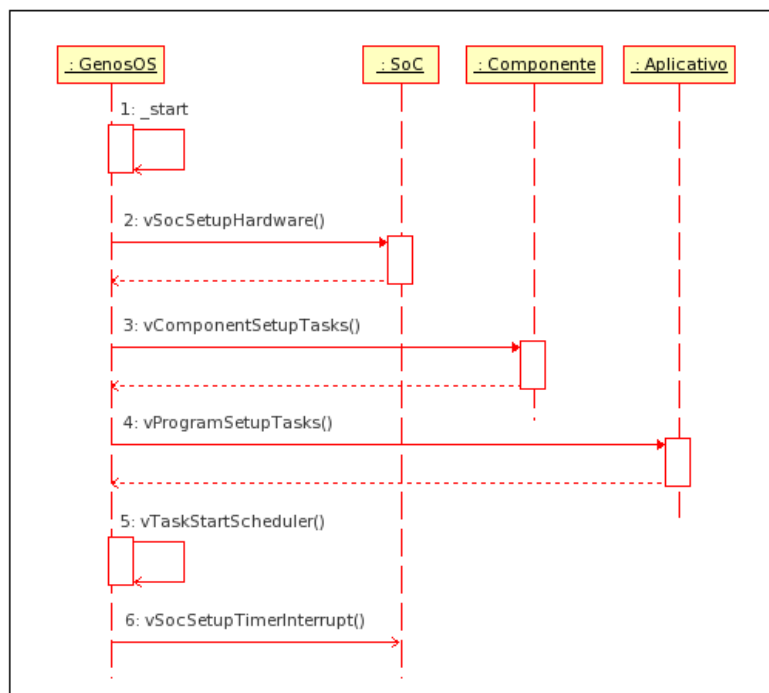 : GenosOS
: SoC
: Componente
: Aplicativo
1: _start
2: vSocSetupHardware()
3: vComponentSetupTasks()
4: vProgramSetupTasks()
5: vTaskStartScheduler()
6: vSocSetupTimerInterrupt()